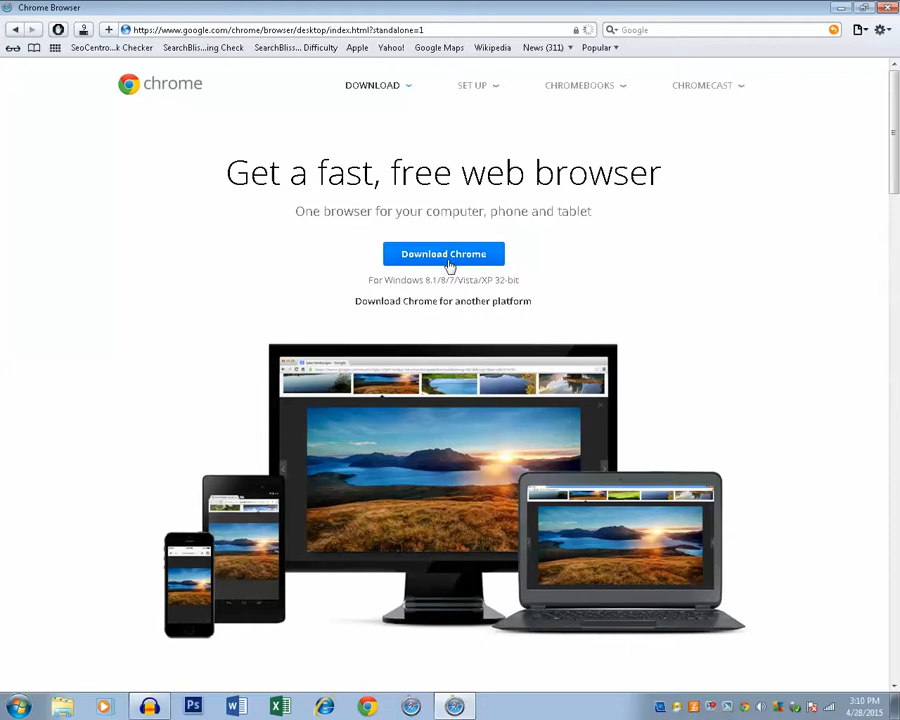 Chrome Browser
https://www.google.com/chrome/browser/desktop/index.html?standalone=1
Google
SeoCentro...k Checker
SearchBlis...ing Check
SearchBliss... Difficulty
Apple
Yahoo!
Google Maps
Wikipedia
News (311)
Popular
chrome
DOWNLOAD
SET UP
CHROMEBOOKS
CHROMECAST
Get a fast, free web browser
One browser for your computer, phone and tablet
Download Chrome
For Windows 8.1/8/7/Vista/XP 32-bit
Download Chrome for another platform
3:10 PM
4/28/2015